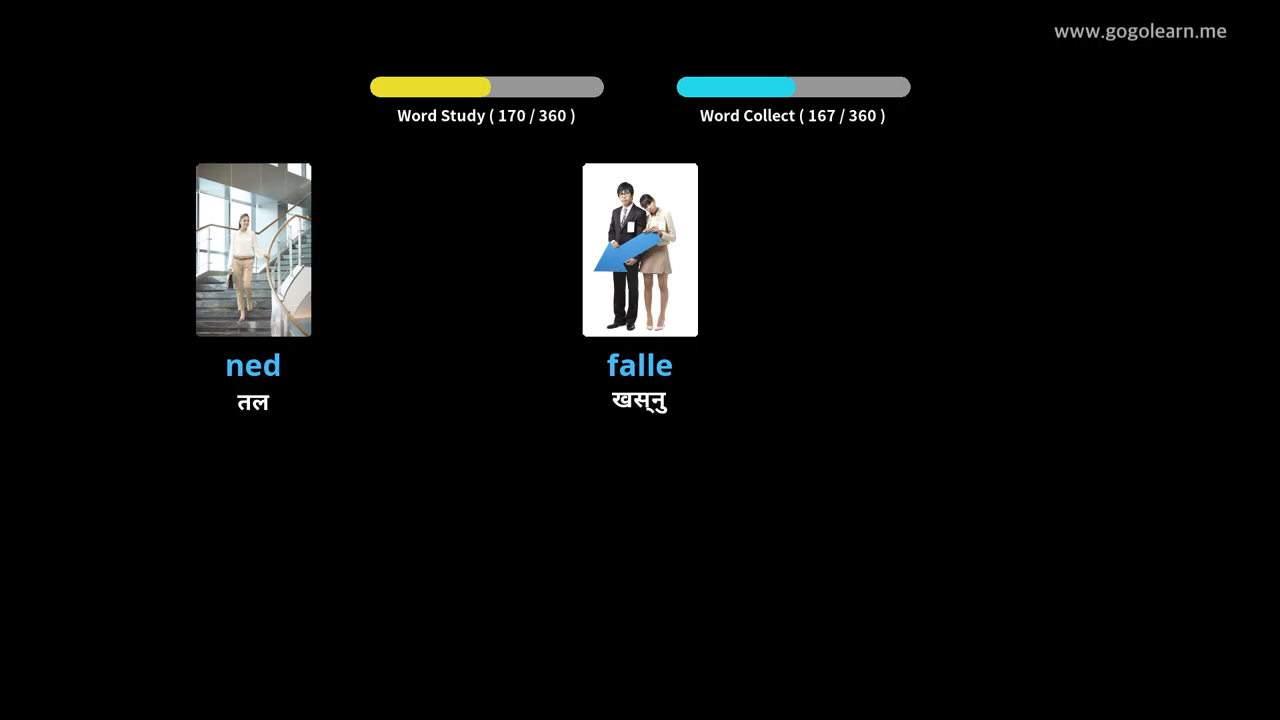 www.gogolearn.me
Word Study ( 170 / 360 )
Word Collect ( 167 / 360 )
ned
falle
तल
खस्नु